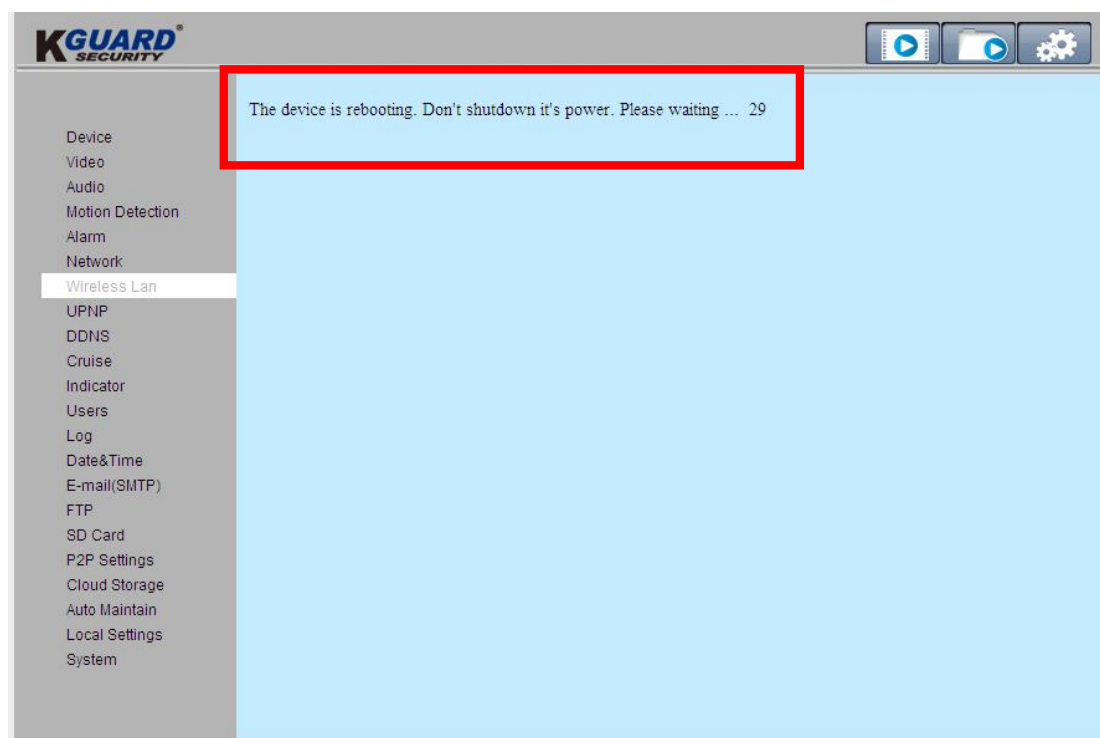 KGUARD
SECURITY
The device is rebooting. Don't shutdown it's power. Please waiting ... 29
Device
Video
Audio
Motion Detection
Alarm
Network
Wireless Lan
UPNP
DDNS
Cruise
Indicator
Users
Log
Date&Time
E-mail(SMTP)
FTP
SD Card
P2P Settings
Cloud Storage
Auto Maintain
Local Settings
System